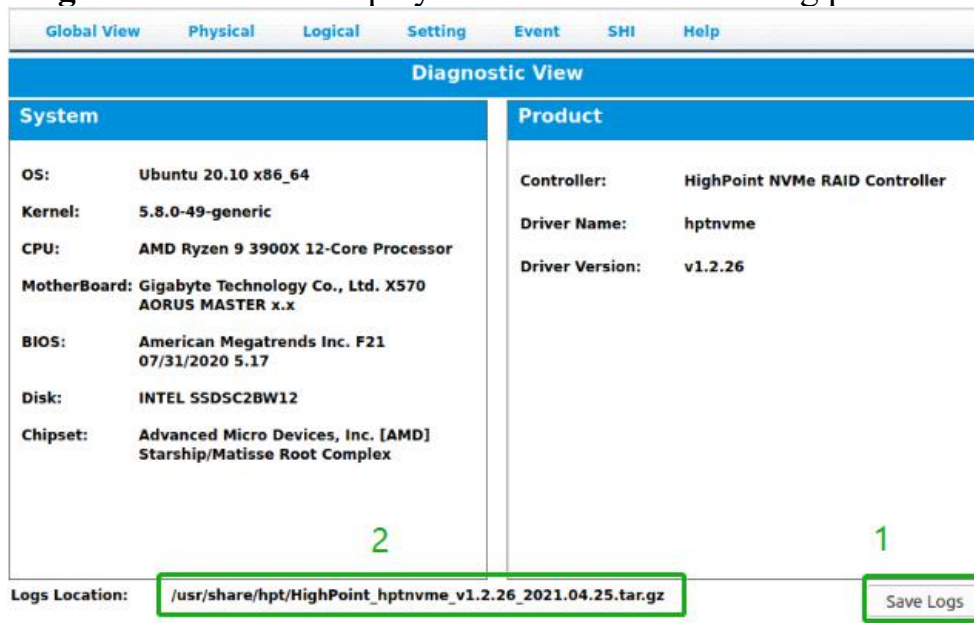 Global View Physical Logical Setting Event SHI Help
Diagnostic View
System
OS: Ubuntu 20.10 x86_64
Kernel: 5.8.0-49-generic
CPU: AMD Ryzen 9 3900X 12-Core Processor
MotherBoard: Gigabyte Technology Co., Ltd. X570
AORUS MASTER x.x
BIOS: American Megatrends Inc. F21
07/31/2020 5.17
Disk: INTEL SSDSC2BW12
Chipset: Advanced Micro Devices, Inc. [AMD]
Starship/Matisse Root Complex
Product
Controller: HighPoint NVMe RAID Controller
Driver Name: hptnvme
Driver Version: v1.2.26
2
1
Logs Location: /usr/share/hpt/HighPoint_hptnvme_v1.2.26_2021.04.25.tar.gz
Save Logs